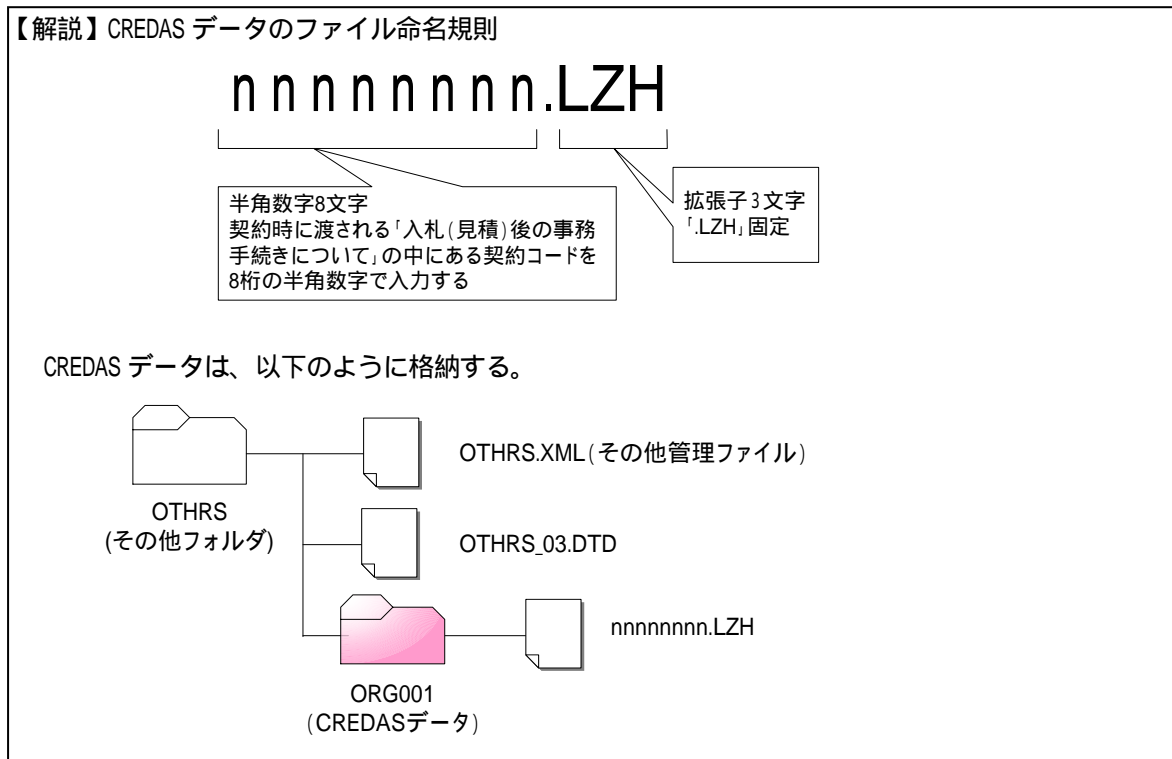 【解説】CREDAS データのファイル命名規則
nnnnnnnn.LZH
半角数字8文字
契約時に渡される「入札(見積)後の事務
手続きについて」の中にある契約コードを
8桁の半角数字で入力する
拡張子3文字
「.LZH」固定
CREDAS データは、以下のように格納する。
OTHRS.XML(その他管理ファイル)
OTHRS
(その他フォルダ)
OTHRS_03.DTD
nnnnnnnn.LZH
ORG001
(CREDASデータ)